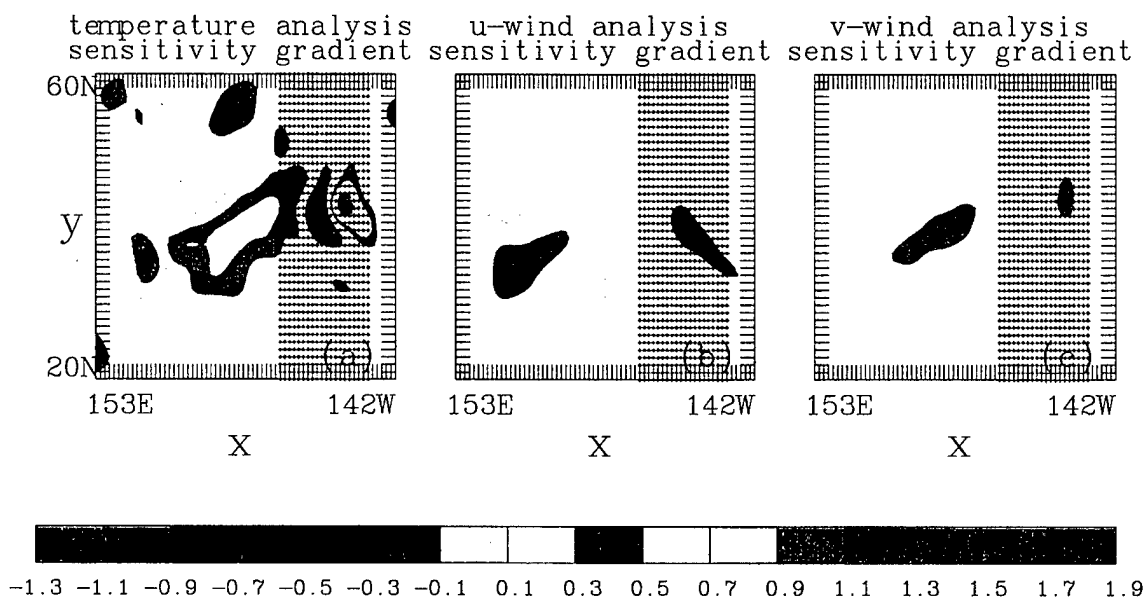 temperature analysis
sensitivity gradient
u-wind analysis
sensitivity gradient
v-wind analysis
sensitivity gradient
60N
y
20N
(a)
(b)
(c)
153E 142W
153E 142W
153E 142W
X
X
X
-1.3 -1.1 -0.9 -0.7 -0.5 -0.3 -0.1 0.1 0.3 0.5 0.7 0.9 1.1 1.3 1.5 1.7 1.9